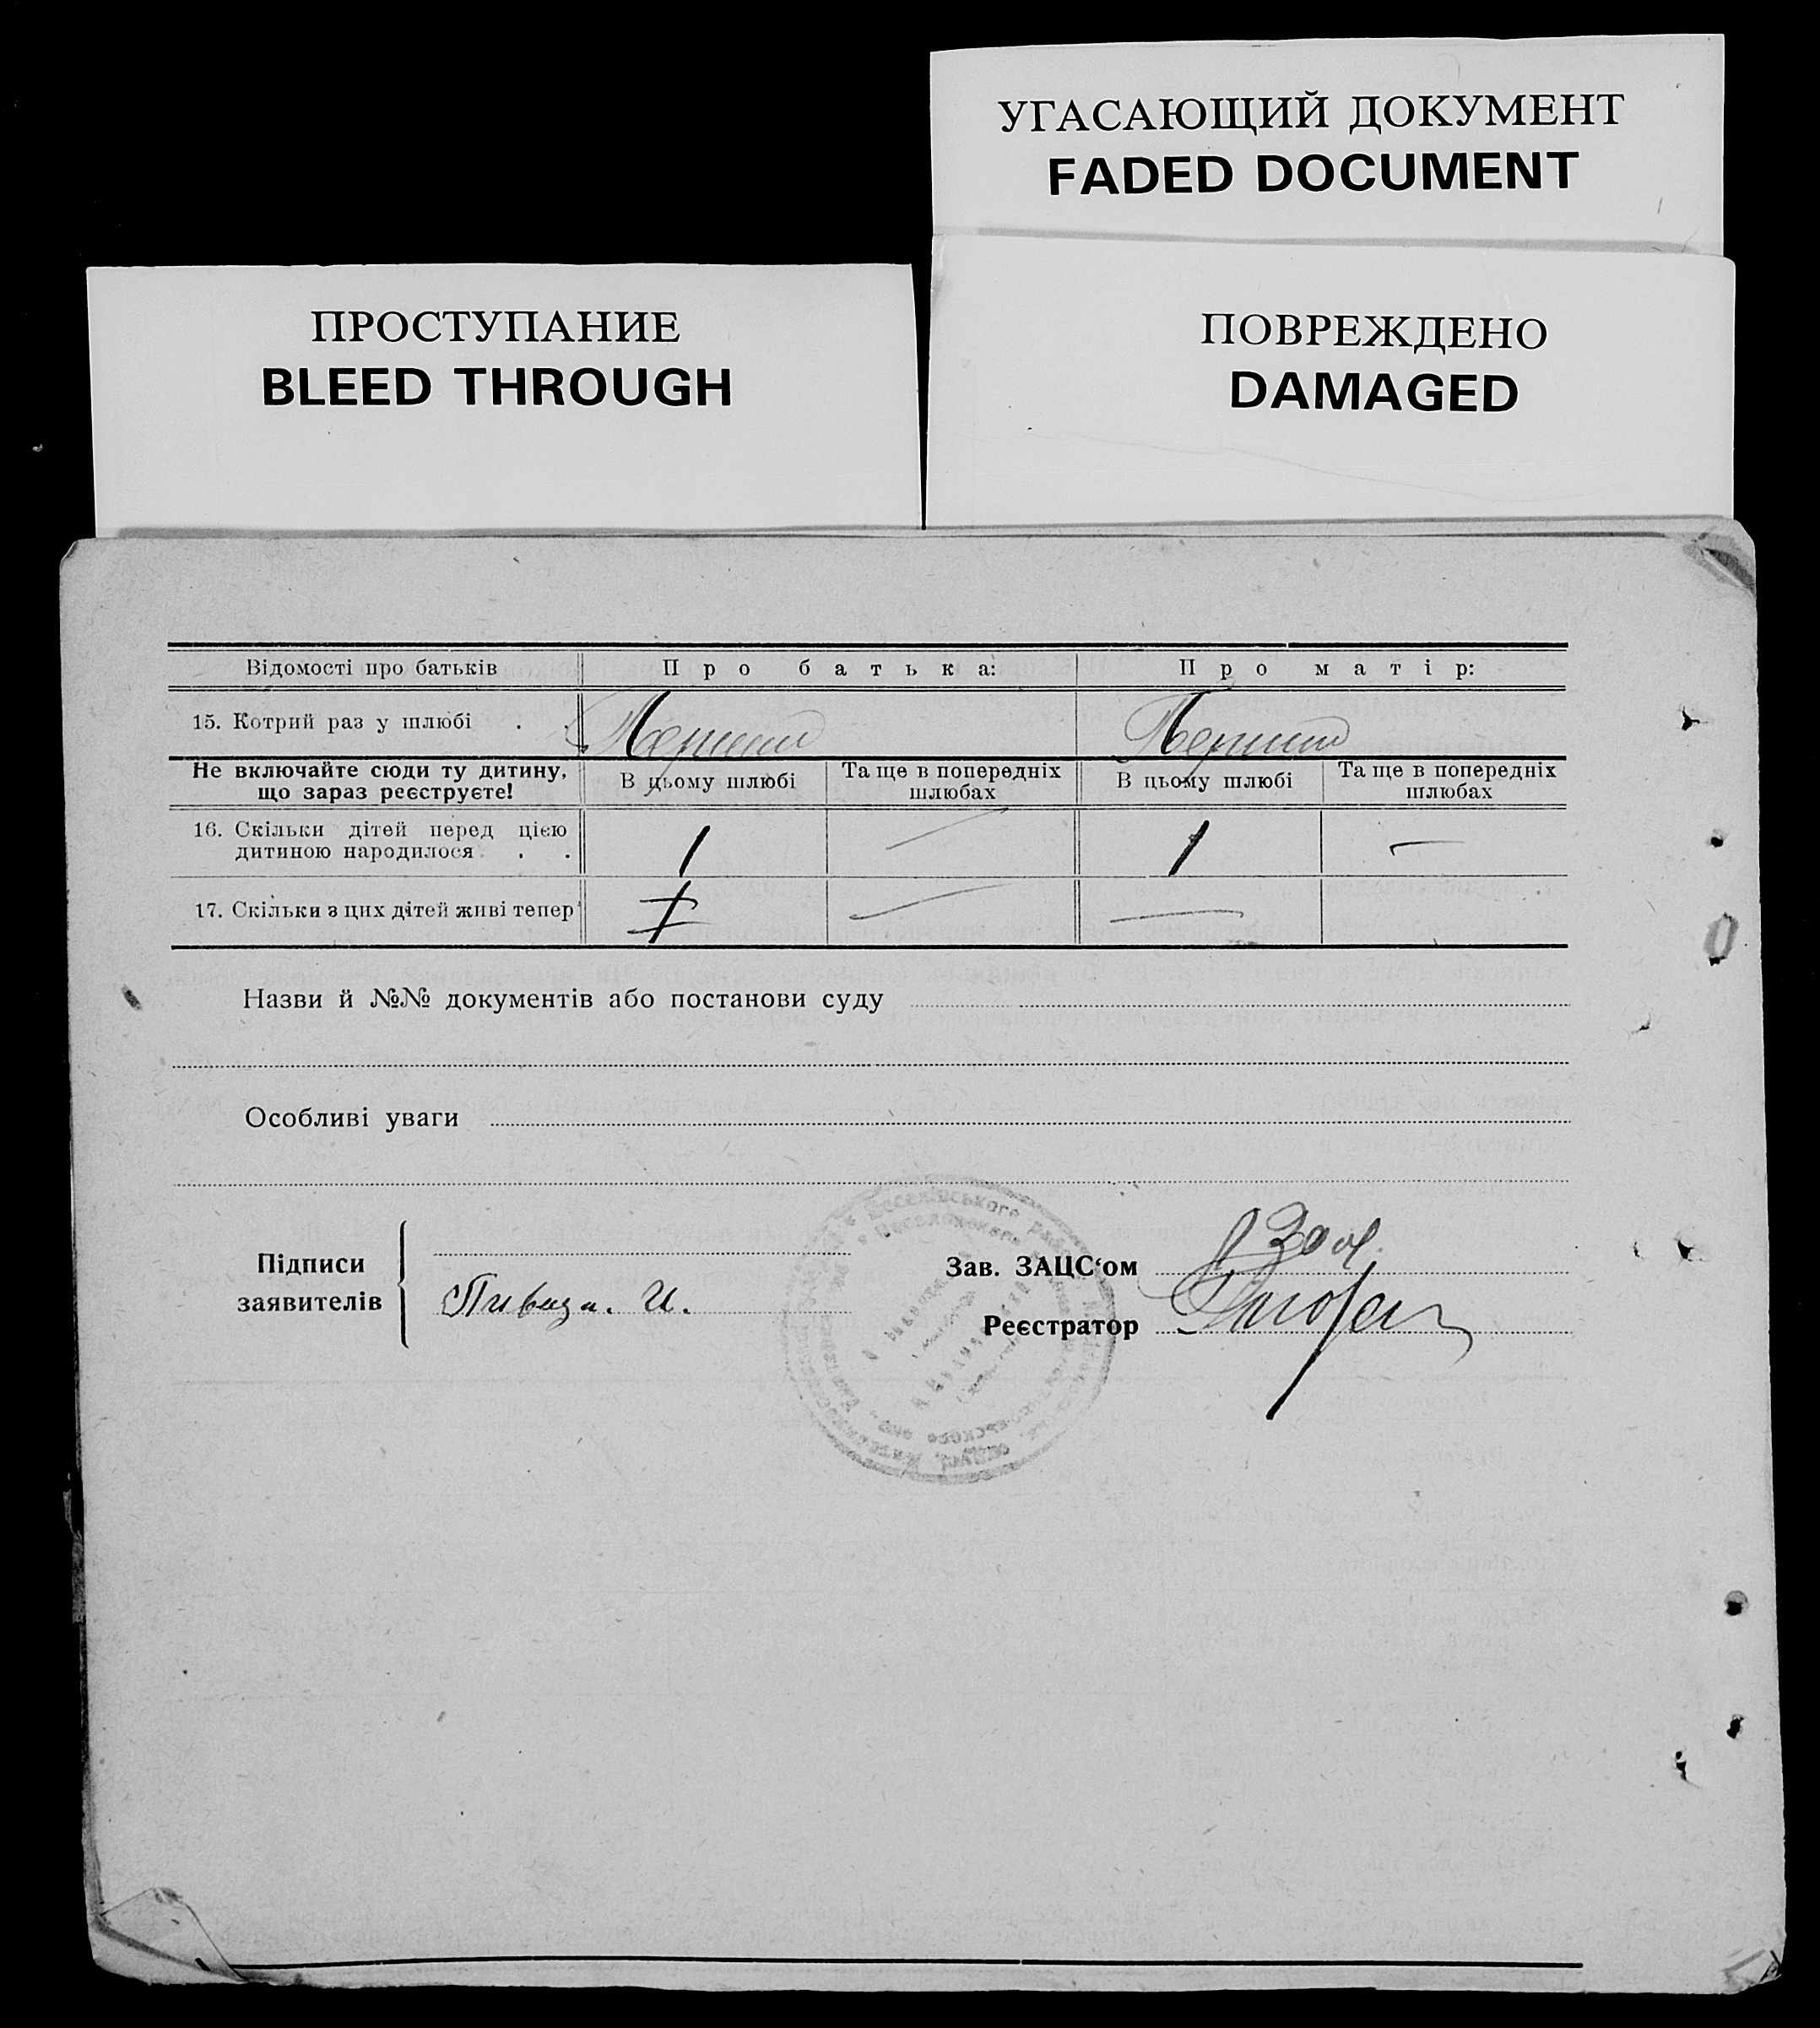 УГАСАЮЩИЙ ДОКУМЕНТ
FADED DOCUMENT
ПРОСТУПАНИЕ
BLEED THROUGH
ПОВРЕЖДЕНО
DAMAGED
Відомості про батьків Про батька: Про матір:
15. Котрий раз у шлюбі . . Перший Перший
Не включайте сюди ту дитину, що зараз реєструєте! В цьому шлюбі Та ще в попередніх шлюбах В цьому шлюбі Та ще в попередніх шлюбах
16. Скільки дітей перед цією
дитиною народилося . . 1 — 1 —
17. Скільки з цих дітей живі тепер — —
Назви й №№ документів або постанови суду
Особливі уваги
Підписи
заявителів
Зав. ЗАЦС‘ом
Реєстратор